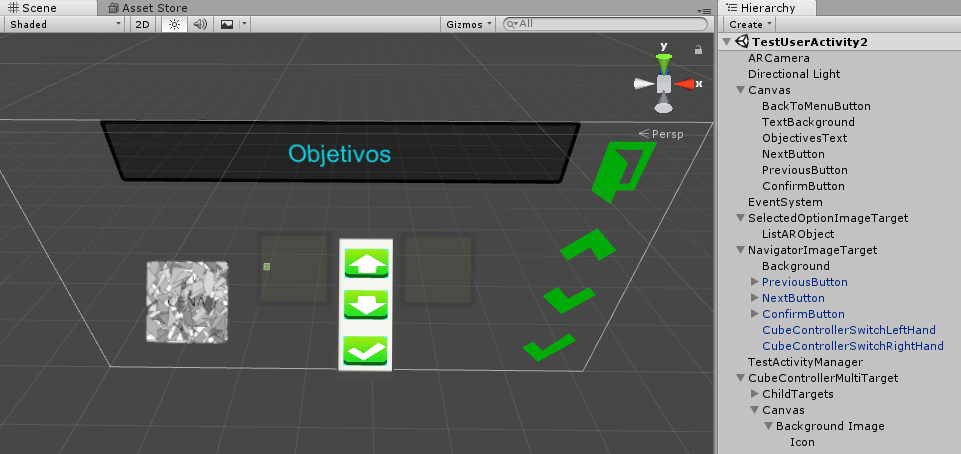 Scene
Asset Store
Shaded
2D
Gizmos
All
y
x
Persp
Objetivos
Hierarchy
Create
TestUserActivity2
ARCamera
Directional Light
Canvas
BackToMenuButton
TextBackground
ObjectivesText
NextButton
PreviousButton
ConfirmButton
EventSystem
SelectedOptionImageTarget
ListARObject
NavigatorImageTarget
Background
PreviousButton
NextButton
ConfirmButton
CubeControllerSwitchLeftHand
CubeControllerSwitchRightHand
TestActivityManager
CubeControllerMultiTarget
ChildTargets
Canvas
Background Image
Icon